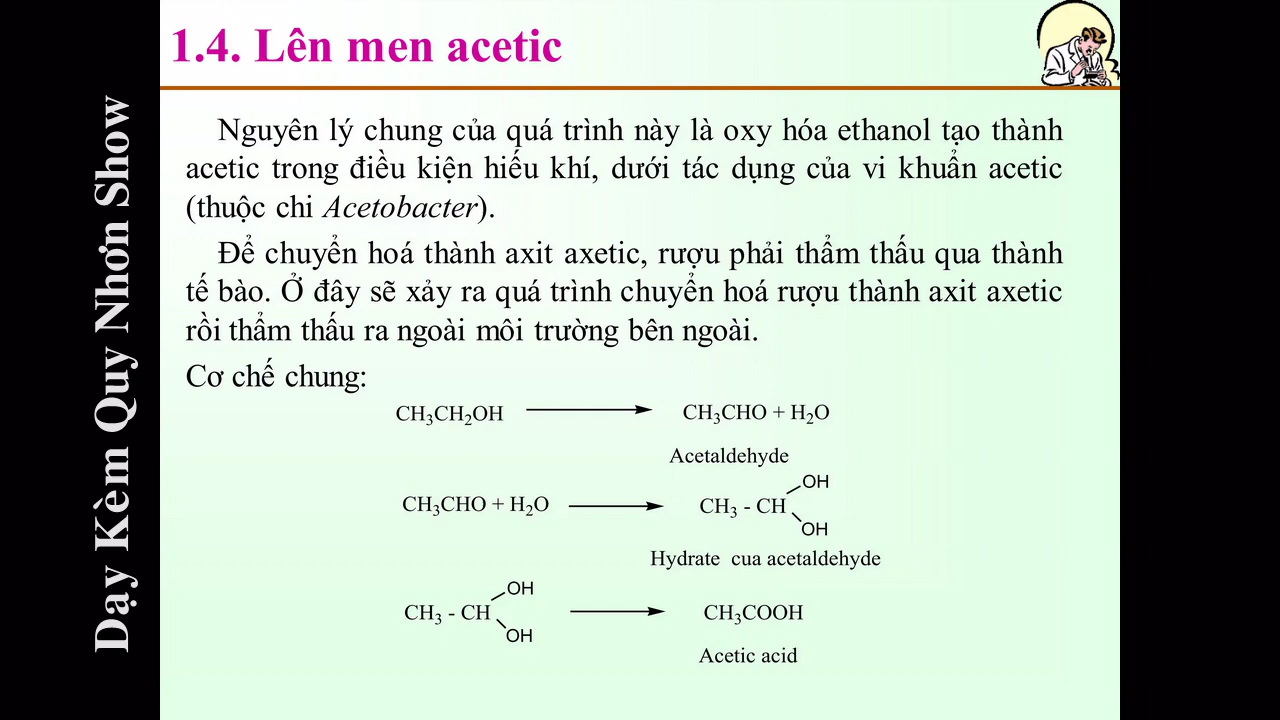 Dạy Kèm Quy Nhơn Show
1.4. Lên men acetic
Nguyên lý chung của quá trình này là oxy hóa ethanol tạo thành
acetic trong điều kiện hiếu khí, dưới tác dụng của vi khuẩn acetic
(thuộc chi Acetobacter).
Để chuyển hoá thành axit axetic, rượu phải thẩm thấu qua thành
tế bào. Ở đây sẽ xảy ra quá trình chuyển hoá rượu thành axit axetic
rồi thẩm thấu ra ngoài môi trường bên ngoài.
Cơ chế chung:
CH₃CH₂OH CH₃CHO + H₂O
Acetaldehyde
OH
CH₃CHO + H₂O CH₃ - CH
OH
Hydrate cua acetaldehyde
OH
CH₃ - CH CH₃COOH
OH
Acetic acid